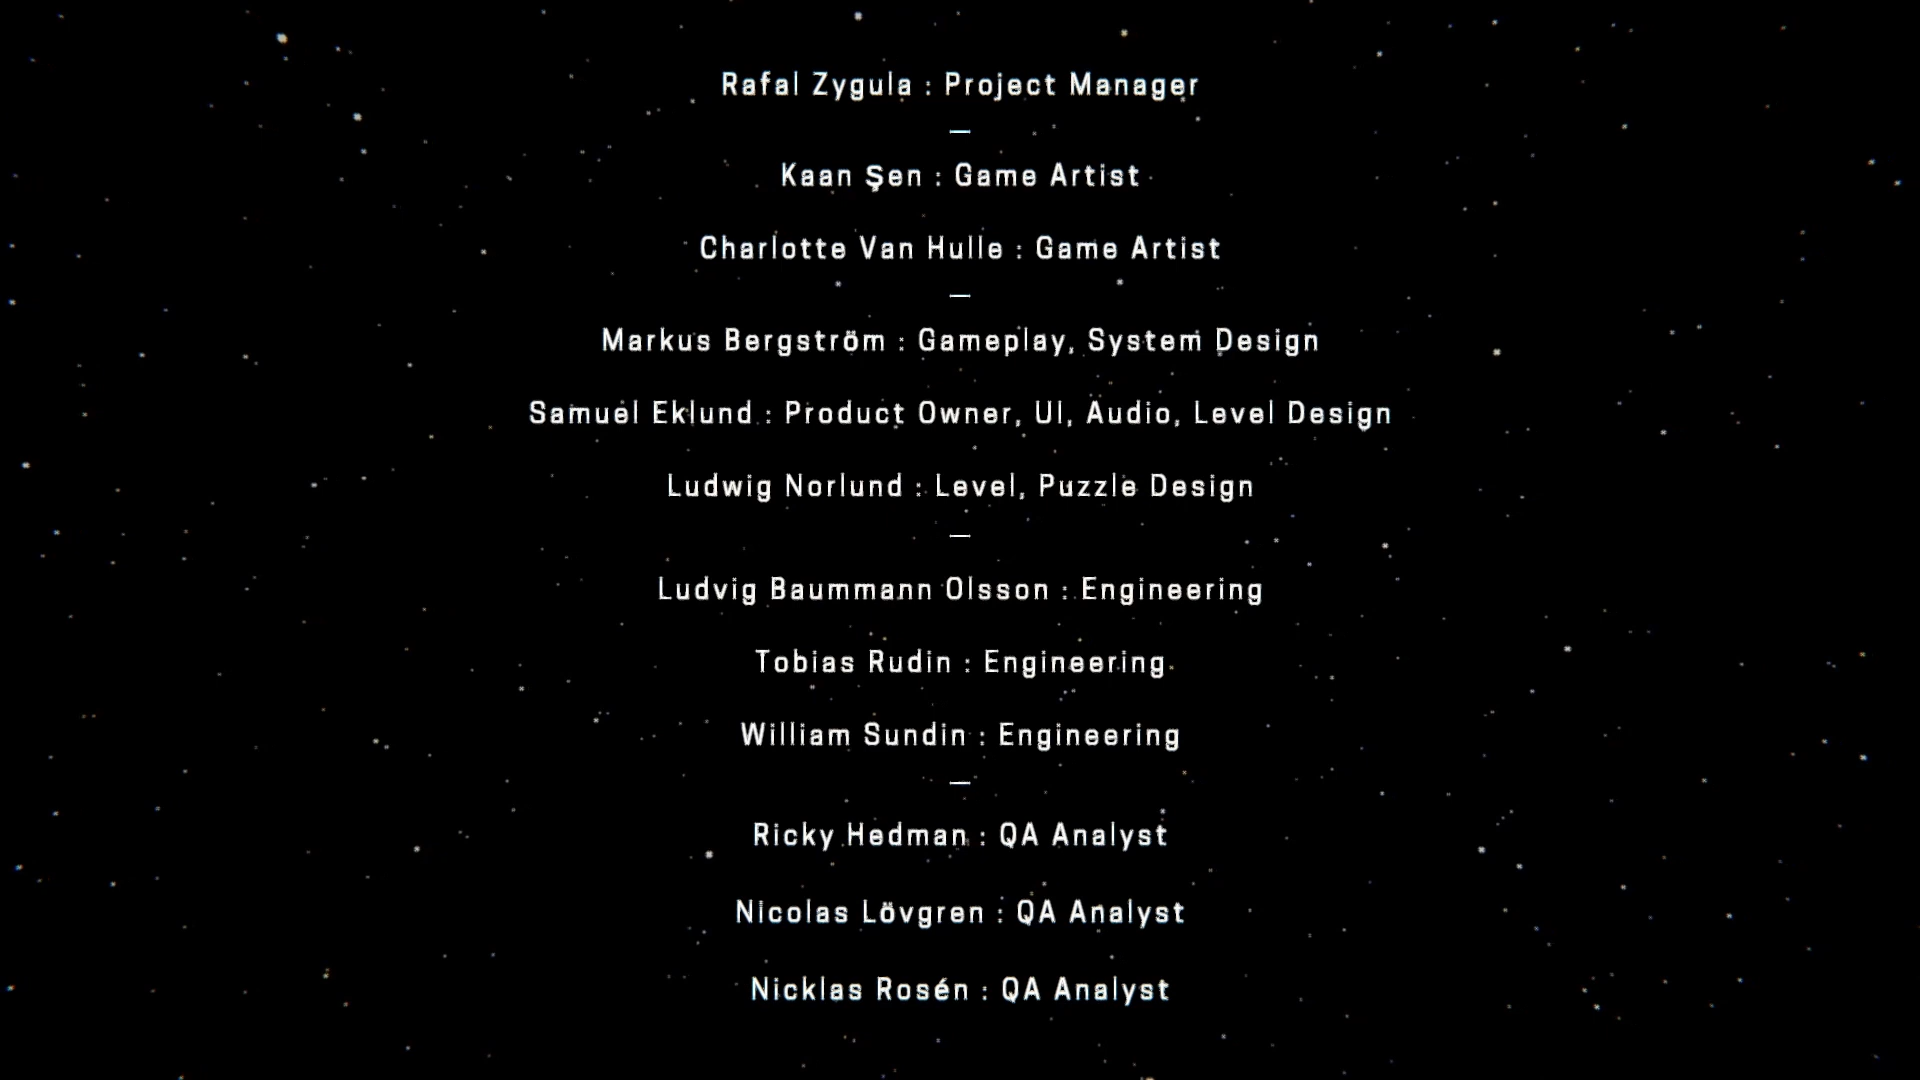 Rafal Zygula : Project Manager
—
Kaan Şen : Game Artist
Charlotte Van Hulle : Game Artist
—
Markus Bergström : Gameplay, System Design
Samuel Eklund : Product Owner, UI, Audio, Level Design
Ludwig Norlund : Level, Puzzle Design
—
Ludvig Baummann Olsson : Engineering
Tobias Rudin : Engineering
William Sundin : Engineering
—
Ricky Hedman : QA Analyst
Nicolas Lövgren : QA Analyst
Nicklas Rosén : QA Analyst